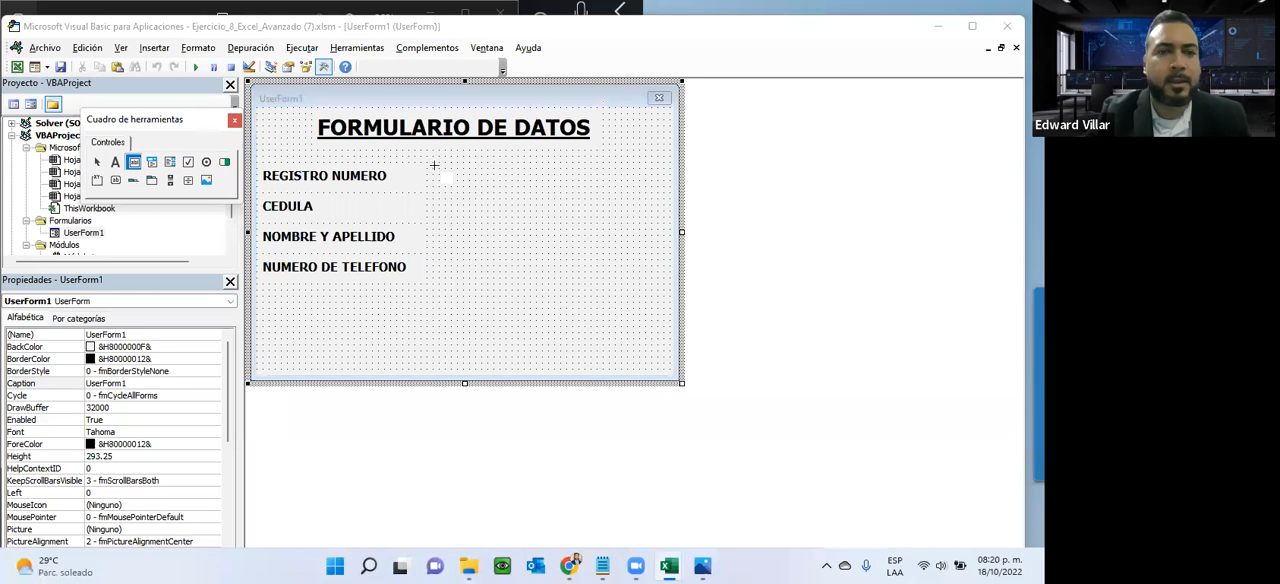 Microsoft Visual Basic para Aplicaciones - Ejercicio_8_Excel_Avanzado (7).xlsm - [UserForm1 (UserForm)]
Archivo Edición Ver Insertar Formato Depuración Ejecutar Herramientas Complementos Ventana Ayuda
Proyecto - VBAProject
Solver (SO
VBAProjec
Microsof
Hoja
Hoja
Hoja
Hoja
ThisWorkbook
Formularios
UserForm1
Módulos
Cuadro de herramientas
Controles
UserForm1
FORMULARIO DE DATOS
REGISTRO NUMERO
CEDULA
NOMBRE Y APELLIDO
NUMERO DE TELEFONO
Propiedades - UserForm1
UserForm1 UserForm
Alfabética Por categorías
(Name) UserForm1
BackColor &H8000000F&
BorderColor &H80000012&
BorderStyle 0 - fmBorderStyleNone
Caption UserForm1
Cycle 0 - fmCycleAllForms
DrawBuffer 32000
Enabled True
Font Tahoma
ForeColor &H80000012&
Height 293.25
HelpContextID 0
KeepScrollBarsVisible 3 - fmScrollBarsBoth
Left 0
MouseIcon (Ninguno)
MousePointer 0 - fmMousePointerDefault
Picture (Ninguno)
PictureAlignment 2 - fmPictureAlignmentCenter
Edward Villar
29°C
Parc. soleado
ESP
LAA
08:20 p. m.
18/10/2022